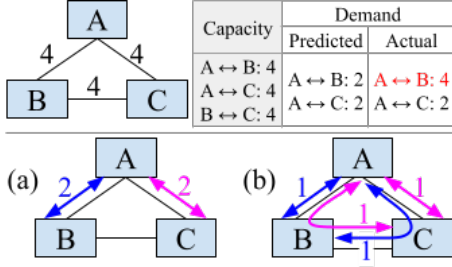 A
4
4
B
4
C
Capacity
Demand
Predicted
Actual
A ↔ B: 4
A ↔ C: 4
B ↔ C: 4
A ↔ B: 2
A ↔ C: 2
A ↔ B: 4
A ↔ C: 2
(a)
A
2
2
B
C
(b)
A
1
1
1
B
1
C